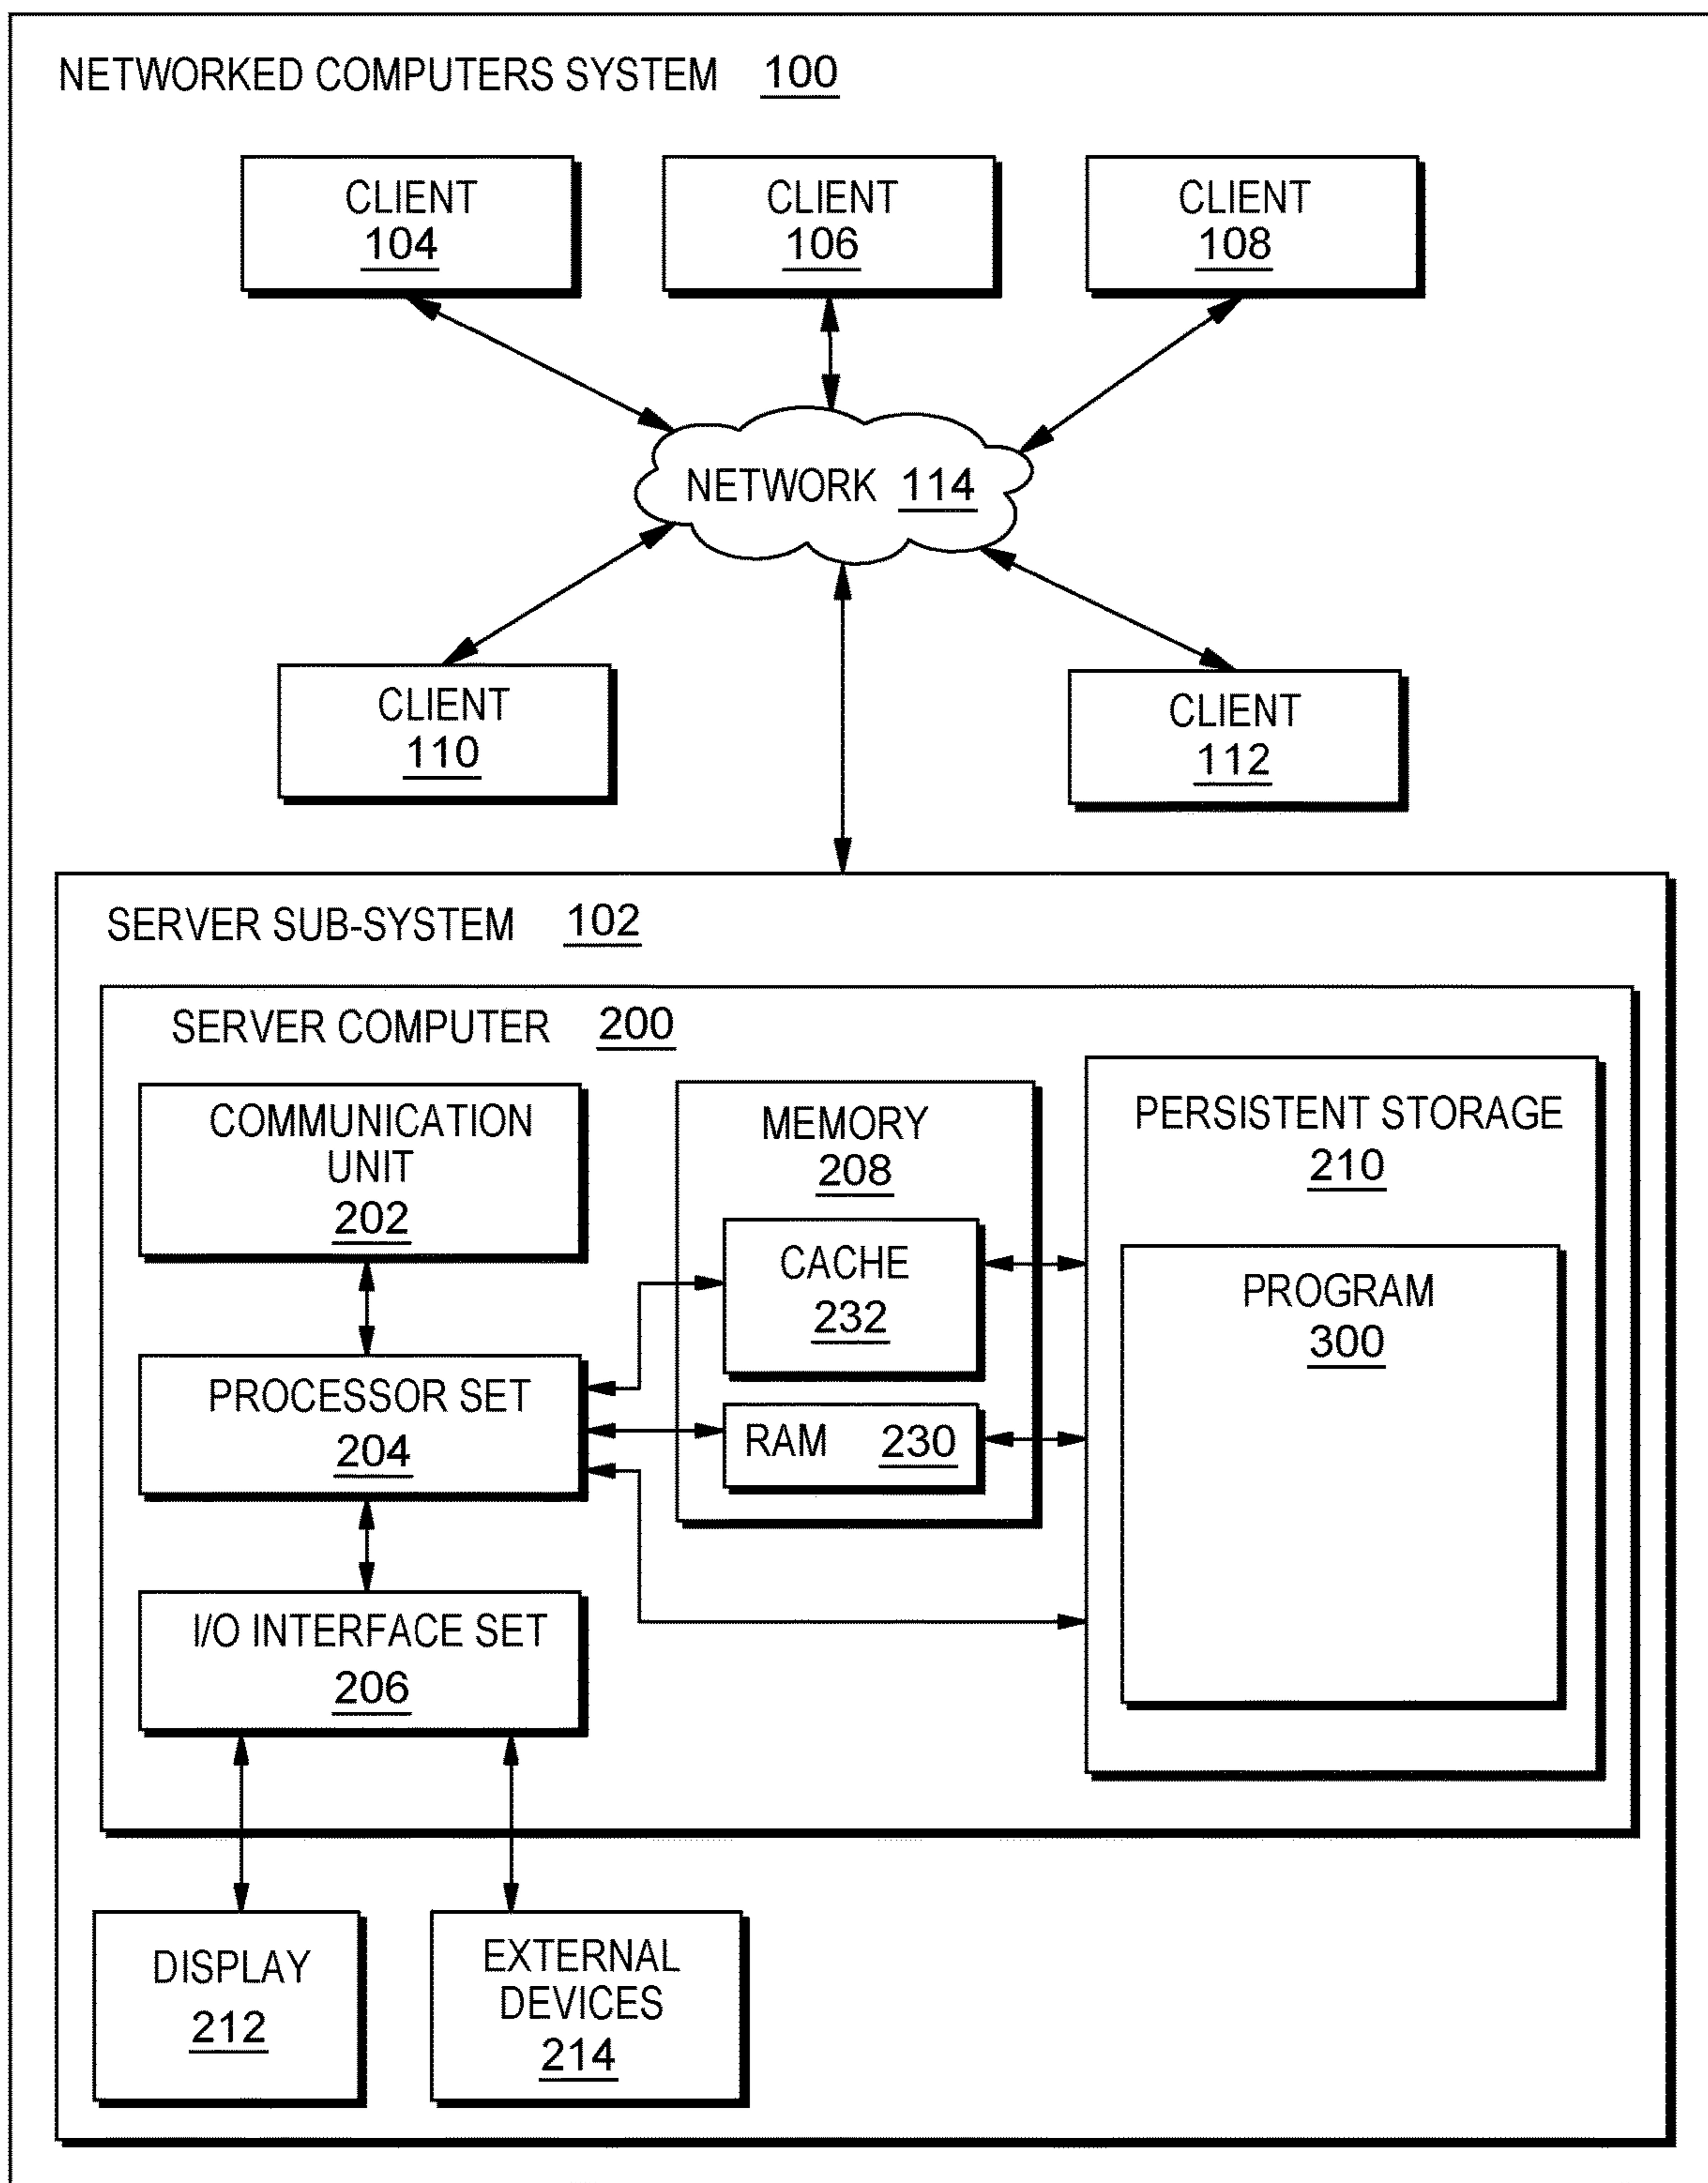 NETWORKED COMPUTERS SYSTEM 100
CLIENT
104
CLIENT
106
CLIENT
108
NETWORK 114
CLIENT
110
CLIENT
112
SERVER SUB-SYSTEM 102
SERVER COMPUTER 200
COMMUNICATION
UNIT
202
PROCESSOR SET
204
I/O INTERFACE SET
206
MEMORY
208
CACHE
232
RAM 230
PERSISTENT STORAGE
210
PROGRAM
300
DISPLAY
212
EXTERNAL
DEVICES
214